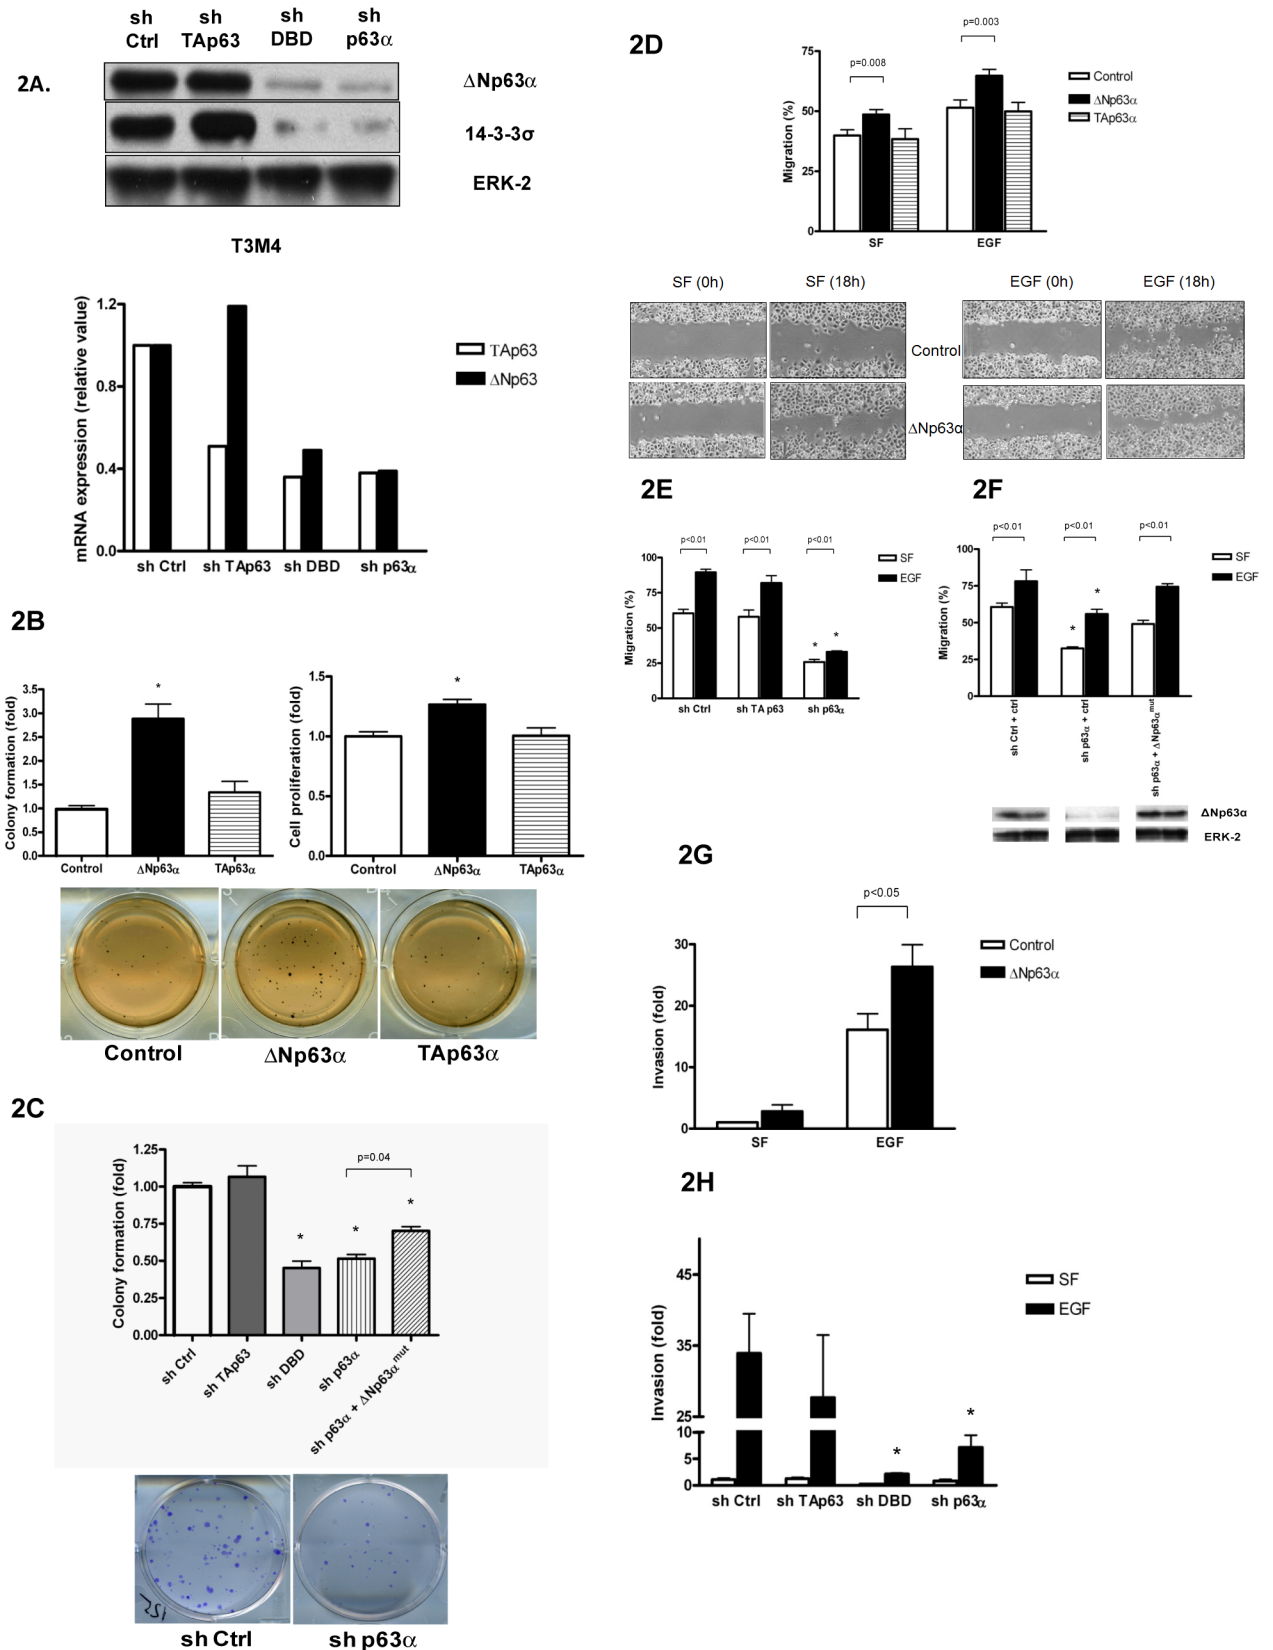 2A.
sh Ctrl
sh TAp63
sh DBD
sh p63α
ΔNp63α
14-3-3σ
ERK-2
T3M4
mRNA expression (relative value)
1.2
0.8
0.4
0.0
TAp63
ΔNp63
sh Ctrl sh TAp63 sh DBD sh p63α
2B
Colony formation (fold)
3.5
3.0
2.5
2.0
1.5
1.0
0.5
0.0
*
Control ΔNp63α TAp63α
Cell proliferation (fold)
1.5
1.0
0.5
0.0
*
Control ΔNp63α TAp63α
Control ΔNp63α TAp63α
2C
Colony formation (fold)
1.25
1.00
0.75
0.50
0.25
0.00
p=0.04
*
*
*
sh Ctrl
sh TAp63
sh DBD
sh p63α
sh p63α + ΔNp63α mut
sh Ctrl sh p63α
2D
Migration (%)
75
50
25
0
p=0.008
p=0.003
Control
ΔNp63α
TAp63α
SF EGF
SF (0h) SF (18h) EGF (0h) EGF (18h)
Control
ΔNp63α
2E
Migration (%)
100
75
50
25
0
p<0.01 p<0.01 p<0.01
* *
SF
EGF
sh Ctrl sh TA p63 sh p63α
2F
Migration (%)
100
75
50
25
0
p<0.01 p<0.01 p<0.01
* *
SF
EGF
sh Ctrl + ctrl
sh p63α + ctrl
sh p63α + ΔNp63α mut
ΔNp63α
ERK-2
2G
Invasion (fold)
30
20
10
0
p<0.05
Control
ΔNp63α
SF EGF
2H
Invasion (fold)
45
35
25
10
5
0
* *
SF
EGF
sh Ctrl sh TAp63 sh DBD sh p63α